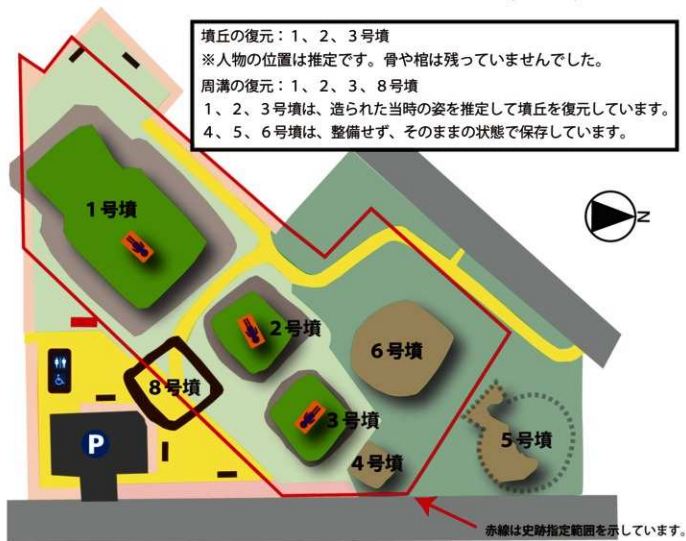 墳丘の復元：1、2、3号墳
※人物の位置は推定です。骨や棺は残っていませんでした。
周溝の復元：1、2、3、8号墳
1、2、3号墳は、造られた当時の姿を推定して墳丘を復元しています。
4、5、6号墳は、整備せず、そのままの状態で保存しています。
1号墳
N
2号墳
6号墳
8号墳
3号墳
5号墳
P
4号墳
赤線は史跡指定範囲を示しています。